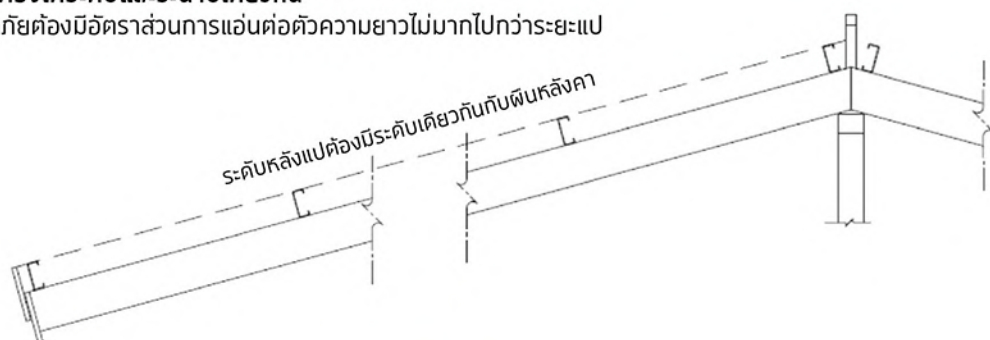 ภัยต้องมีอัตราส่วนการแอ่นต่อตัวความยาวไม่มากไปกว่าระยะแป
ระดับหลังแปต้องมีระดับเดียวกันกับผืนหลังคา